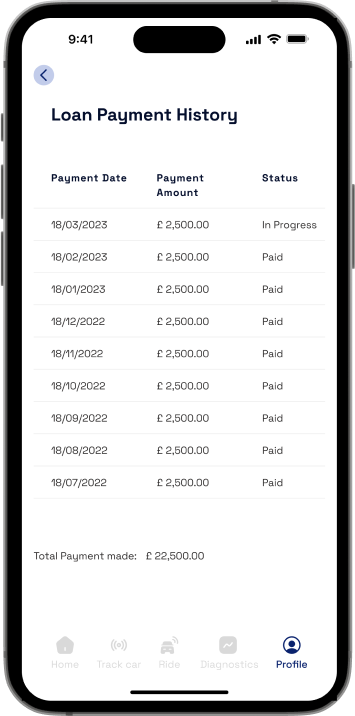 9:41
Loan Payment History
Payment Date Payment Amount Status
18/03/2023 £ 2,500.00 In Progress
18/02/2023 £ 2,500.00 Paid
18/01/2023 £ 2,500.00 Paid
18/12/2022 £ 2,500.00 Paid
18/11/2022 £ 2,500.00 Paid
18/10/2022 £ 2,500.00 Paid
18/09/2022 £ 2,500.00 Paid
18/08/2022 £ 2,500.00 Paid
18/07/2022 £ 2,500.00 Paid
Total Payment made: £ 22,500.00
Home Track car Ride Diagnostics Profile